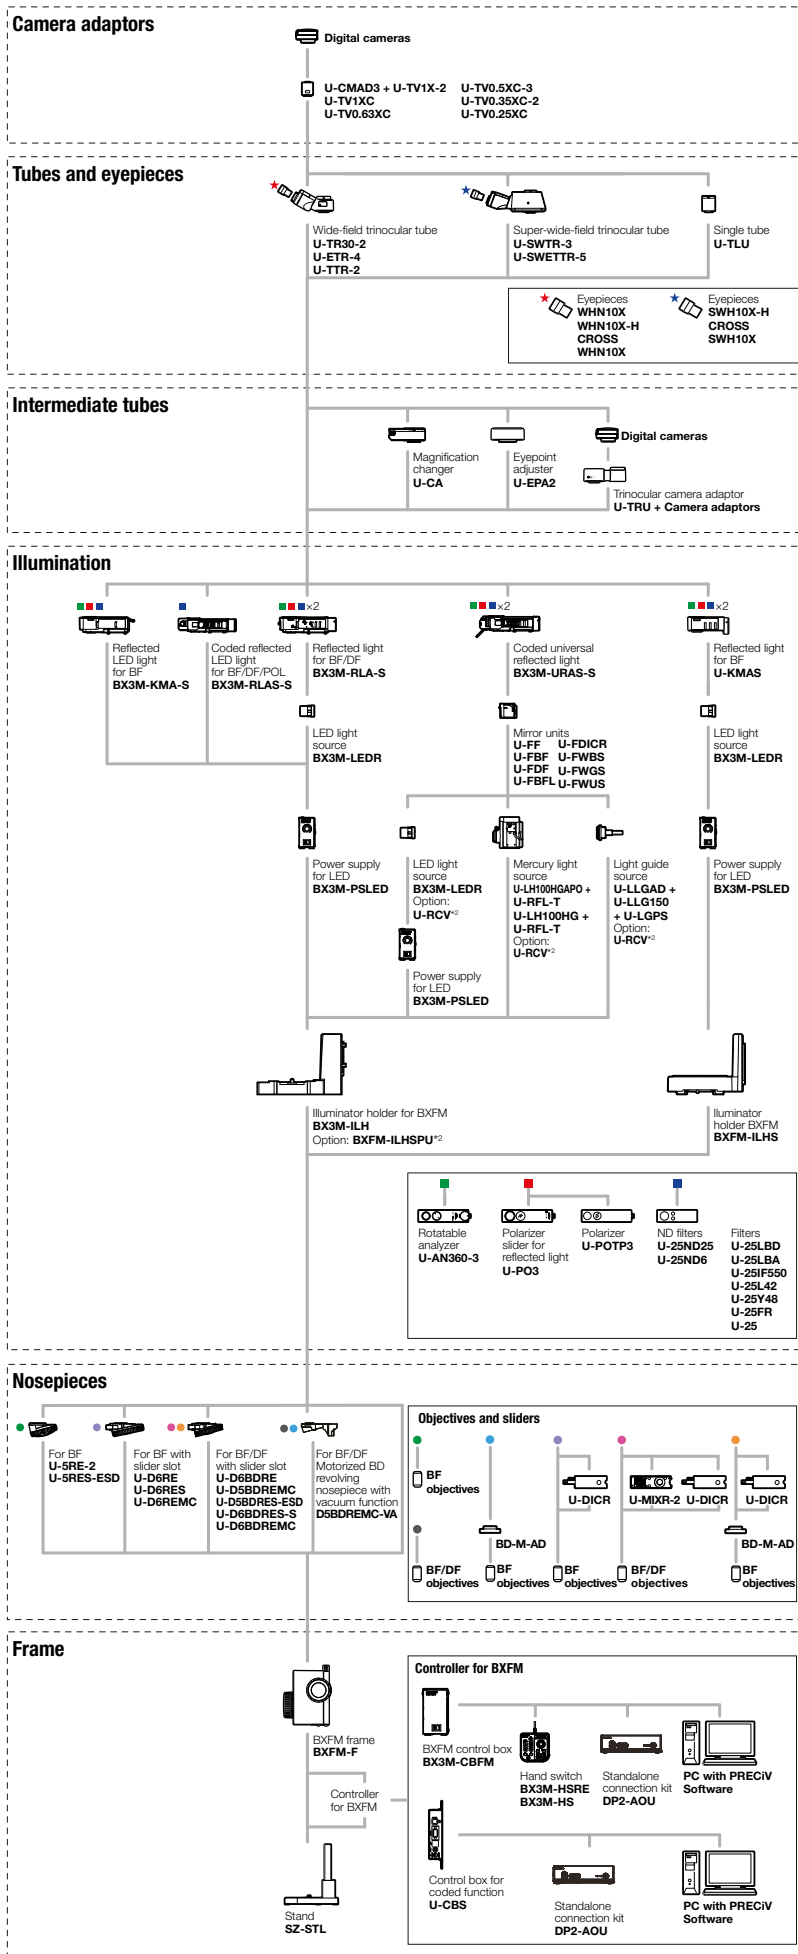 Camera adaptors
Digital cameras
U-CMAD3 + U-TV1X-2
U-TV1XC
U-TV0.63XC
U-TV0.5XC-3
U-TV0.35XC-2
U-TV0.25XC
Tubes and eyepieces
Wide-field trinocular tube
U-TR30-2
U-ETR-4
U-TTR-2
Super-wide-field trinocular tube
U-SWTR-3
U-SWETTR-5
Single tube
U-TLU
Eyepieces
WHN10X
WHN10X-H
CROSS
WHN10X
Eyepieces
SWH10X-H
CROSS
SWH10X
Intermediate tubes
Magnification
changer
U-CA
Eyepoint
adjuster
U-EPA2
Digital cameras
Trinocular camera adaptor
U-TRU + Camera adaptors
Illumination
Reflected
LED light
for BF
BX3M-KMA-S
Coded reflected
LED light
for BF/DF/POL
BX3M-RLAS-S
×2
Reflected light
for BF/DF
BX3M-RLA-S
×2
Coded universal
reflected light
BX3M-URAS-S
×2
Reflected light
for BF
U-KMAS
LED light
source
BX3M-LEDR
Mirror units
U-FF
U-FBF
U-FDF
U-FBFL
U-FDICR
U-FWBS
U-FWGS
U-FWUS
LED light
source
BX3M-LEDR
Power supply
for LED
BX3M-PSLED
LED light
source
BX3M-LEDR
Option:
U-RCV*2
Power supply
for LED
BX3M-PSLED
Mercury light
source
U-LH100HGAPO +
U-RFL-T
U-LH100HG +
U-RFL-T
Option:
U-RCV*2
Light guide
source
U-LLGAD +
U-LLG150
+ U-LGPS
Option:
U-RCV*2
Power supply
for LED
BX3M-PSLED
Illuminator holder for BXFM
BX3M-ILH
Option: BXFM-ILHSPU*2
Iluminator
holder BXFM
BXFM-ILHS
Rotatable
analyzer
U-AN360-3
Polarizer
slider for
reflected light
U-PO3
Polarizer
U-POTP3
ND filters
U-25ND25
U-25ND6
Filters
U-25LBD
U-25LBA
U-25IF550
U-25L42
U-25Y48
U-25FR
U-25
Nosepieces
For BF
U-5RE-2
U-5RES-ESD
For BF with
slider slot
U-D6RE
U-D6RES
U-D6REMC
For BF/DF
with slider slot
U-D6BDRE
U-D5BDREMC
U-D5BDRES-ESD
U-D6BDRES-S
U-D6BDREMC
For BF/DF
Motorized BD
revolving
nosepiece with
vacuum function
D5BDREMC-VA
Objectives and sliders
BF
objectives
BF/DF
objectives
BD-M-AD
BF
objectives
U-DICR
BF
objectives
U-MIXR-2
U-DICR
BF/DF
objectives
U-DICR
BD-M-AD
BF
objectives
Frame
BXFM frame
BXFM-F
Controller
for BXFM
Stand
SZ-STL
Controller for BXFM
BXFM control box
BX3M-CBFM
Hand switch
BX3M-HSRE
BX3M-HS
Standalone
connection kit
DP2-AOU
PC with PRECiV
Software
Control box for
coded function
U-CBS
Standalone
connection kit
DP2-AOU
PC with PRECiV
Software